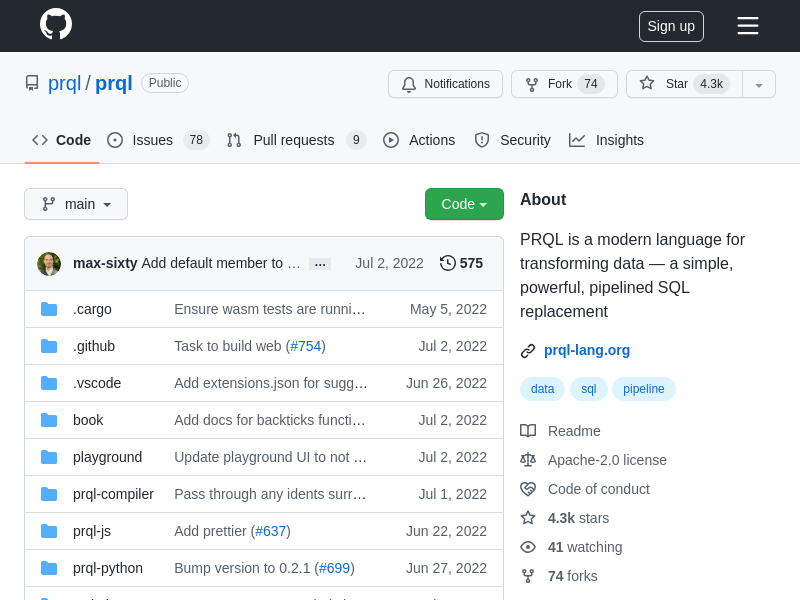 Sign up
prql / prql Public
Notifications Fork 74 Star 4.3k
Code Issues 78 Pull requests 9 Actions Security Insights
main Code
max-sixty Add default member to … ... Jul 2, 2022 575
.cargo Ensure wasm tests are runni… May 5, 2022
.github Task to build web (#754) Jul 2, 2022
.vscode Add extensions.json for sugg… Jun 26, 2022
book Add docs for backticks functi… Jul 2, 2022
playground Update playground UI to not … Jul 2, 2022
prql-compiler Pass through any idents surr… Jul 1, 2022
prql-js Add prettier (#637) Jun 22, 2022
prql-python Bump version to 0.2.1 (#699) Jun 27, 2022
About
PRQL is a modern language for
transforming data — a simple,
powerful, pipelined SQL
replacement
prql-lang.org
data sql pipeline
Readme
Apache-2.0 license
Code of conduct
4.3k stars
41 watching
74 forks